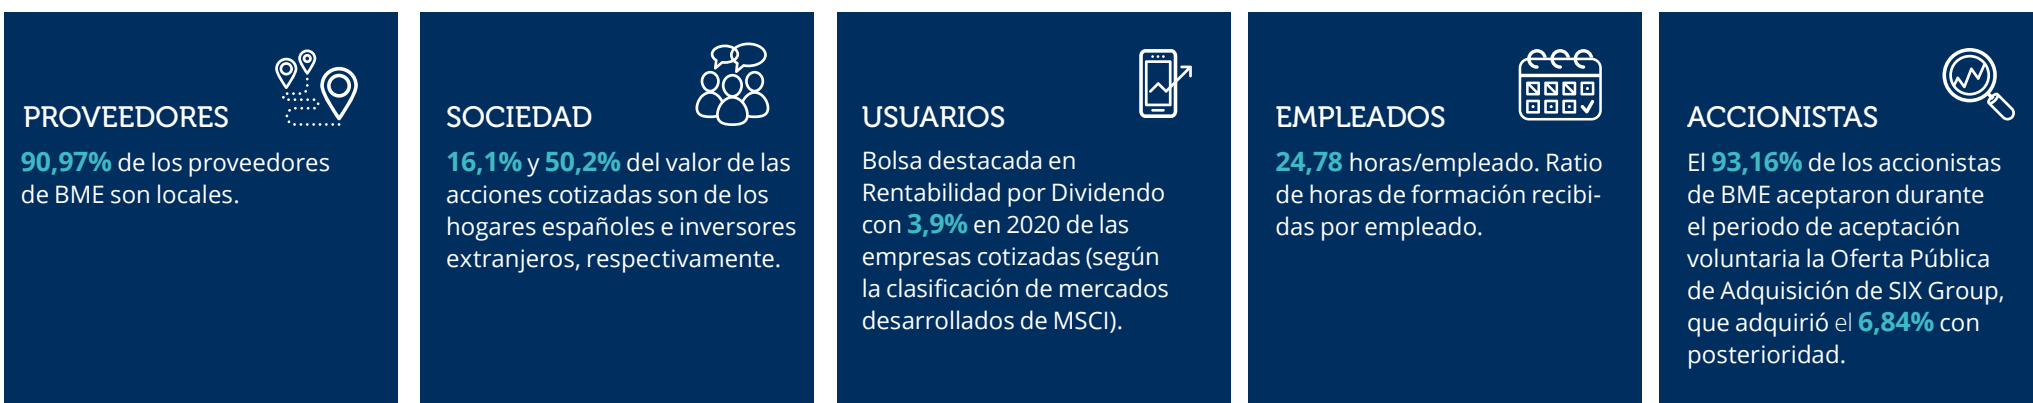 PROVEEDORES
90,97% de los proveedores
de BME son locales.
SOCIEDAD
16,1% y 50,2% del valor de las
acciones cotizadas son de los
hogares españoles e inversores
extranjeros, respectivamente.
USUARIOS
Bolsa destacada en
Rentabilidad por Dividendo
con 3,9% en 2020 de las
empresas cotizadas (según
la clasificación de mercados
desarrollados de MSCI).
EMPLEADOS
24,78 horas/empleado. Ratio
de horas de formación recibi-
das por empleado.
ACCIONISTAS
El 93,16% de los accionistas
de BME aceptaron durante
el periodo de aceptación
voluntaria la Oferta Pública
de Adquisición de SIX Group,
que adquirió el 6,84% con
posterioridad.